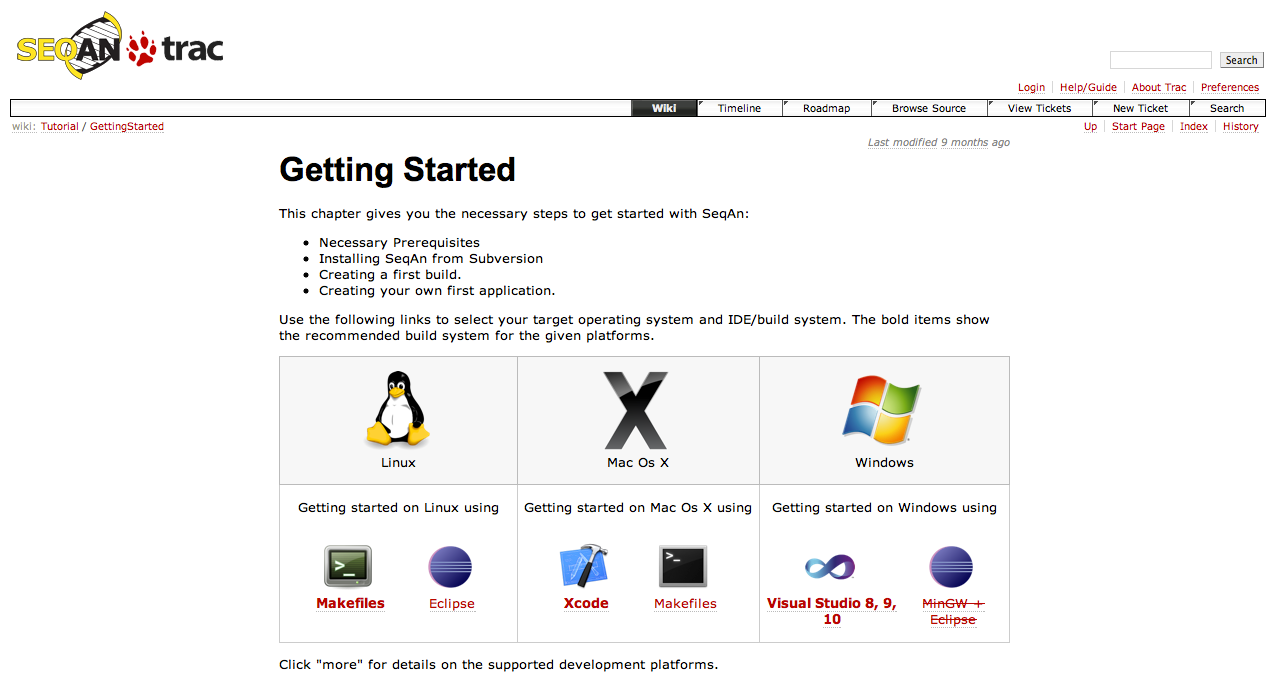 SEQAN trac
Search
Login Help/Guide About Trac Preferences
Wiki Timeline Roadmap Browse Source View Tickets New Ticket Search
wiki: Tutorial / GettingStarted
Up Start Page Index History
Last modified 9 months ago
Getting Started
This chapter gives you the necessary steps to get started with SeqAn:
• Necessary Prerequisites
• Installing SeqAn from Subversion
• Creating a first build.
• Creating your own first application.
Use the following links to select your target operating system and IDE/build system. The bold items show
the recommended build system for the given platforms.
Linux Mac Os X Windows
Getting started on Linux using
Makefiles Eclipse
Getting started on Mac Os X using
Xcode Makefiles
Getting started on Windows using
Visual Studio 8, 9,
10
MinGW +
Eclipse
Click "more" for details on the supported development platforms.